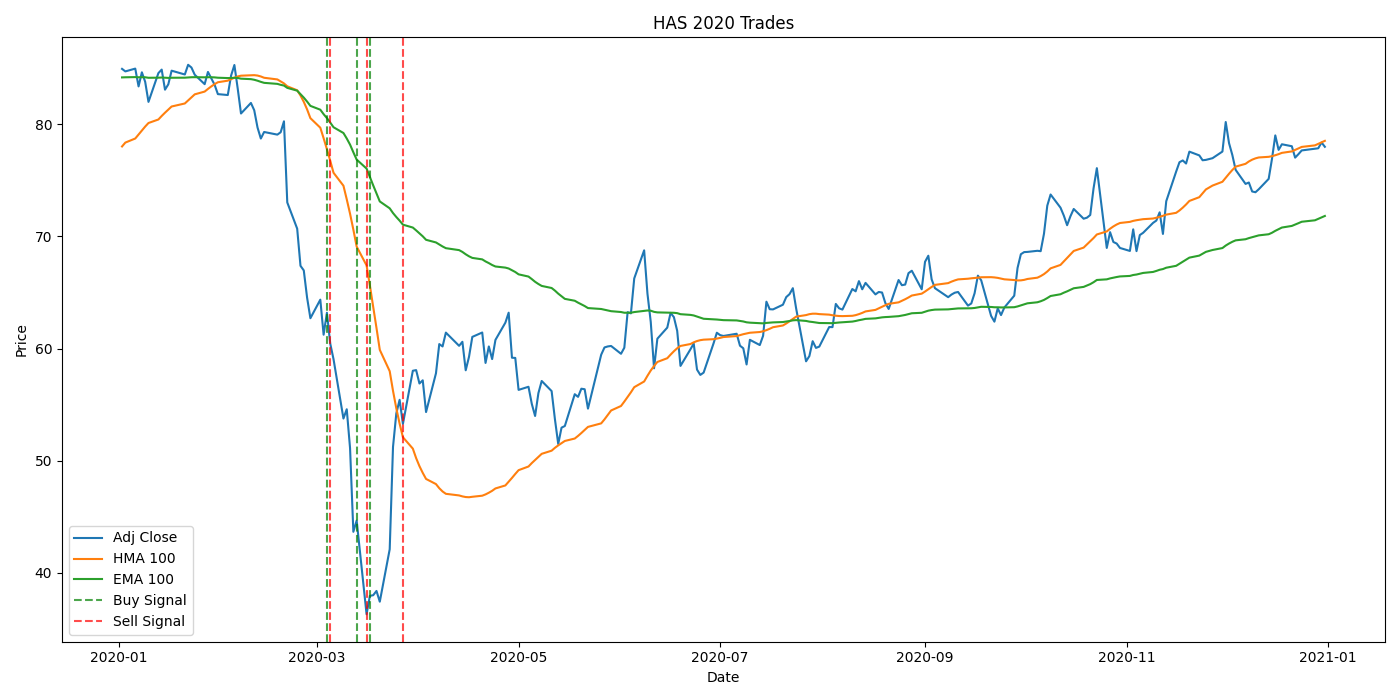 HAS 2020 Trades
Price
80
70
60
50
40
Adj Close
HMA 100
EMA 100
Buy Signal
Sell Signal
2020-01 2020-03 2020-05 2020-07 2020-09 2020-11 2021-01
Date